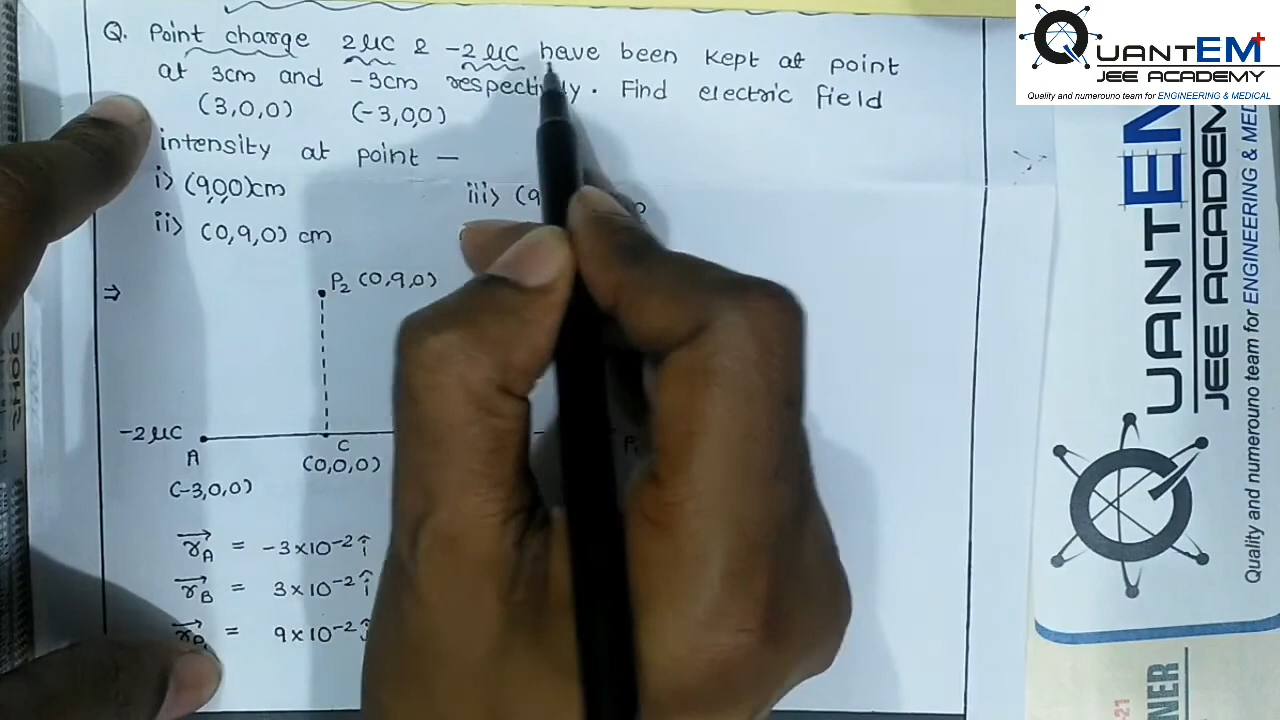 Q. Point charge 2μC & -2μC have been kept at point
at 3cm and -3cm respectively. Find electric field
(3,0,0) (-3,0,0)
intensity at point —
i> (9,0,0)cm
ii> (0,9,0) cm
iii> (9
⇒
P₂ (0,9,0)
-2μC
A
C
(-3,0,0)
(0,0,0)
P₁
r⃗_A = -3×10⁻² î
r⃗_B = 3×10⁻² î
= 9×10⁻²
QUANTEM+
JEE ACADEMY
Quality and numerouno team for ENGINEERING & MEDICAL
QUANTEM
JEE ACADEMY
Quality and numerouno team for ENGINEERING & MED